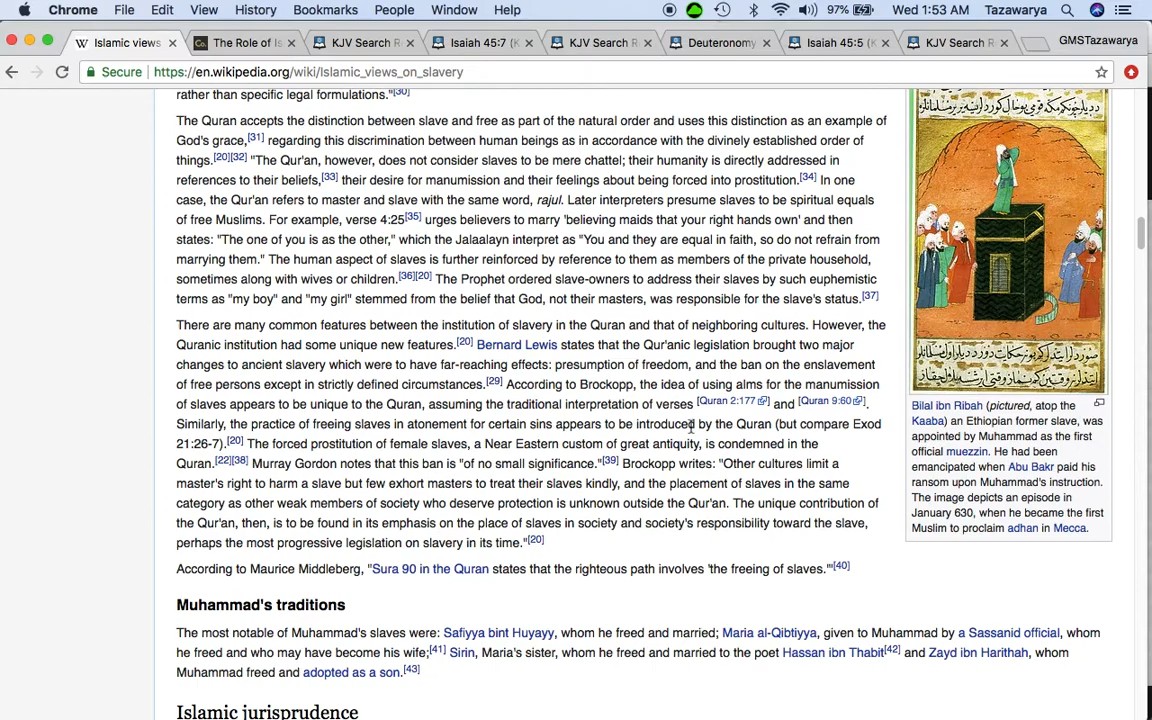 Chrome File Edit View History Bookmarks People Window Help 97% Wed 1:53 AM Tazawarya
Islamic views The Role of Is KJV Search R Isaiah 45:7 (K KJV Search R Deuteronomy Isaiah 45:5 (K KJV Search R GMSTazawarya
Secure https://en.wikipedia.org/wiki/Islamic_views_on_slavery
rather than specific legal formulations."[30]
The Quran accepts the distinction between slave and free as part of the natural order and uses this distinction as an example of
God's grace,[31] regarding this discrimination between human beings as in accordance with the divinely established order of
things.[20][32] "The Qur'an, however, does not consider slaves to be mere chattel; their humanity is directly addressed in
references to their beliefs,[33] their desire for manumission and their feelings about being forced into prostitution.[34] In one
case, the Qur'an refers to master and slave with the same word, rajul. Later interpreters presume slaves to be spiritual equals
of free Muslims. For example, verse 4:25[35] urges believers to marry 'believing maids that your right hands own' and then
states: "The one of you is as the other," which the Jalaalayn interpret as "You and they are equal in faith, so do not refrain from
marrying them." The human aspect of slaves is further reinforced by reference to them as members of the private household,
sometimes along with wives or children.[36][20] The Prophet ordered slave-owners to address their slaves by such euphemistic
terms as "my boy" and "my girl" stemmed from the belief that God, not their masters, was responsible for the slave's status.[37]
There are many common features between the institution of slavery in the Quran and that of neighboring cultures. However, the
Quranic institution had some unique new features.[20] Bernard Lewis states that the Qur'anic legislation brought two major
changes to ancient slavery which were to have far-reaching effects: presumption of freedom, and the ban on the enslavement
of free persons except in strictly defined circumstances.[29] According to Brockopp, the idea of using alms for the manumission
of slaves appears to be unique to the Quran, assuming the traditional interpretation of verses [Quran 2:177] and [Quran 9:60].
Similarly, the practice of freeing slaves in atonement for certain sins appears to be introduced by the Quran (but compare Exod
21:26-7).[20] The forced prostitution of female slaves, a Near Eastern custom of great antiquity, is condemned in the
Quran.[22][38] Murray Gordon notes that this ban is "of no small significance."[39] Brockopp writes: "Other cultures limit a
master's right to harm a slave but few exhort masters to treat their slaves kindly, and the placement of slaves in the same
category as other weak members of society who deserve protection is unknown outside the Qur'an. The unique contribution of
the Qur'an, then, is to be found in its emphasis on the place of slaves in society and society's responsibility toward the slave,
perhaps the most progressive legislation on slavery in its time."[20]
According to Maurice Middleberg, "Sura 90 in the Quran states that the righteous path involves 'the freeing of slaves.'"[40]
Muhammad's traditions
The most notable of Muhammad's slaves were: Safiyya bint Huyayy, whom he freed and married; Maria al-Qibtiyya, given to Muhammad by a Sassanid official, whom
he freed and who may have become his wife;[41] Sirin, Maria's sister, whom he freed and married to the poet Hassan ibn Thabit[42] and Zayd ibn Harithah, whom
Muhammad freed and adopted as a son.[43]
Islamic jurisprudence
Bilal ibn Ribah (pictured, atop the
Kaaba) an Ethiopian former slave, was
appointed by Muhammad as the first
official muezzin. He had been
emancipated when Abu Bakr paid his
ransom upon Muhammad's instruction.
The image depicts an episode in
January 630, when he became the first
Muslim to proclaim adhan in Mecca.